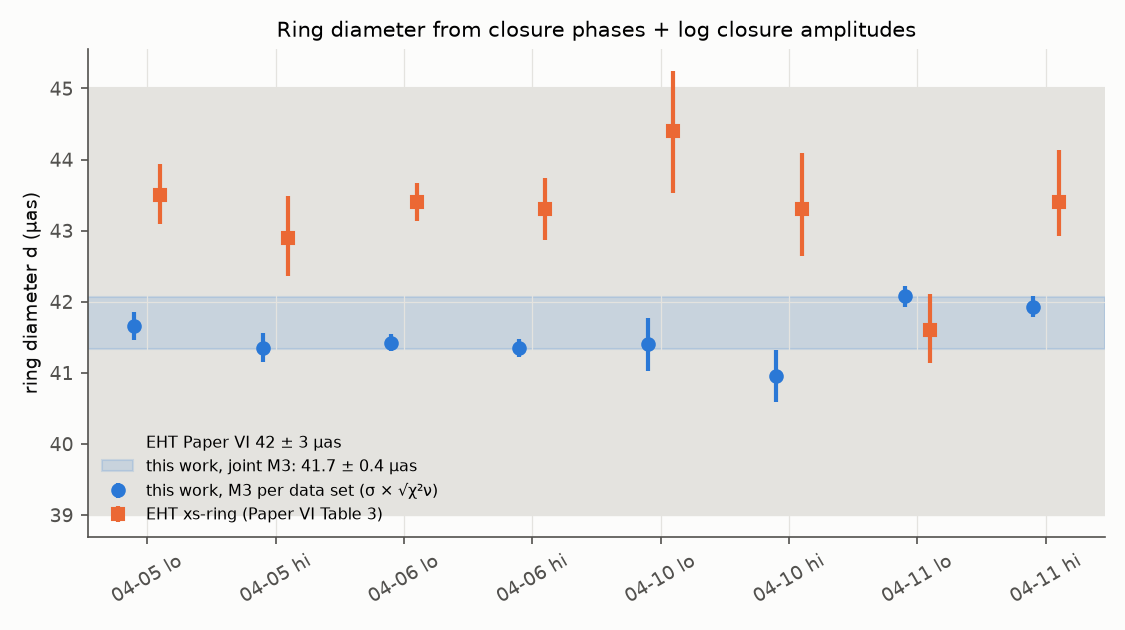 Ring diameter from closure phases + log closure amplitudes
ring diameter d (μas)
45
44
43
42
41
40
39
EHT Paper VI 42 ± 3 μas
this work, joint M3: 41.7 ± 0.4 μas
this work, M3 per data set (σ × √χ²ν)
EHT xs-ring (Paper VI Table 3)
04-05 lo
04-05 hi
04-06 lo
04-06 hi
04-10 lo
04-10 hi
04-11 lo
04-11 hi